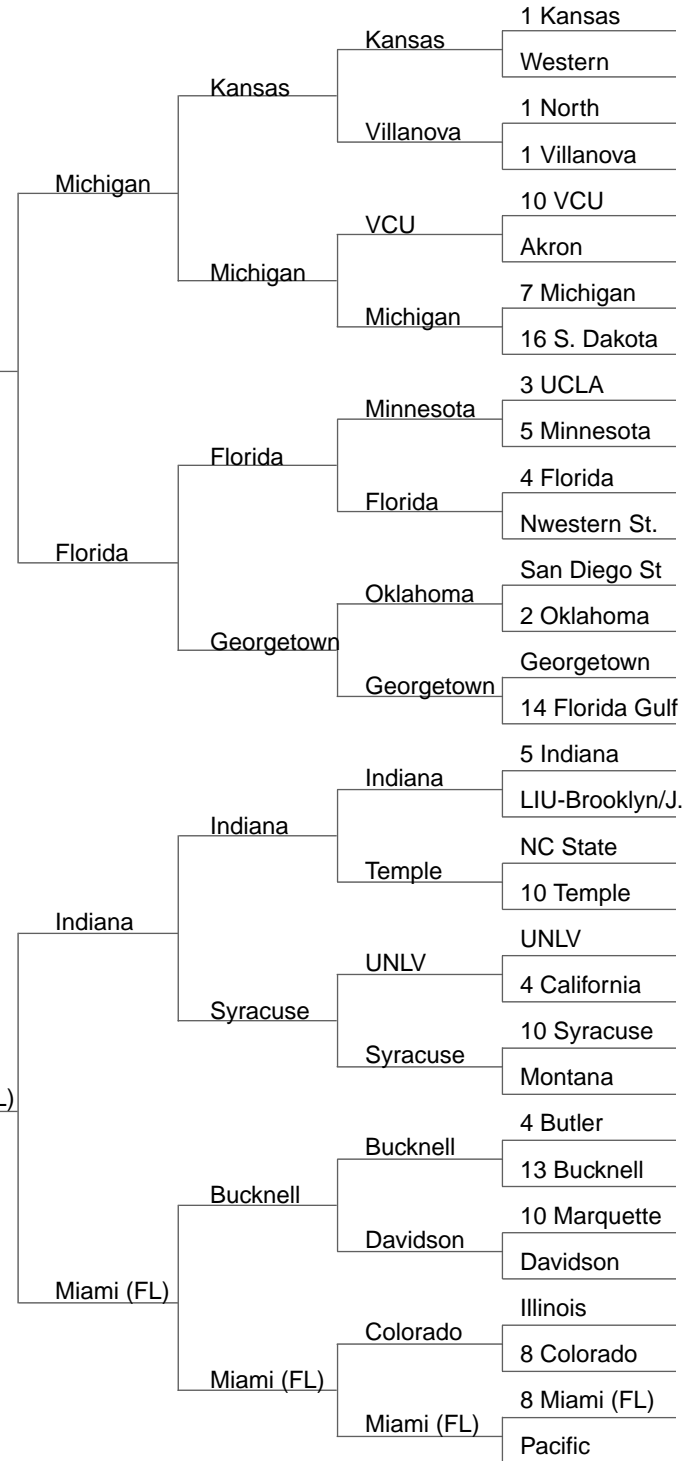 1 Kansas
Kansas
Western
Kansas
1 North
Villanova
1 Villanova
Michigan
10 VCU
VCU
Akron
Michigan
7 Michigan
Michigan
16 S. Dakota
3 UCLA
Minnesota
5 Minnesota
Florida
4 Florida
Florida
Nwestern St.
Florida
San Diego St
Oklahoma
2 Oklahoma
Georgetown
Georgetown
Georgetown
14 Florida Gulf
5 Indiana
Indiana
LIU-Brooklyn/J.
Indiana
NC State
Temple
10 Temple
Indiana
UNLV
UNLV
4 California
Syracuse
10 Syracuse
Syracuse
Montana
L)
4 Butler
Bucknell
13 Bucknell
Bucknell
10 Marquette
Davidson
Davidson
Miami (FL)
Illinois
Colorado
8 Colorado
Miami (FL)
8 Miami (FL)
Miami (FL)
Pacific